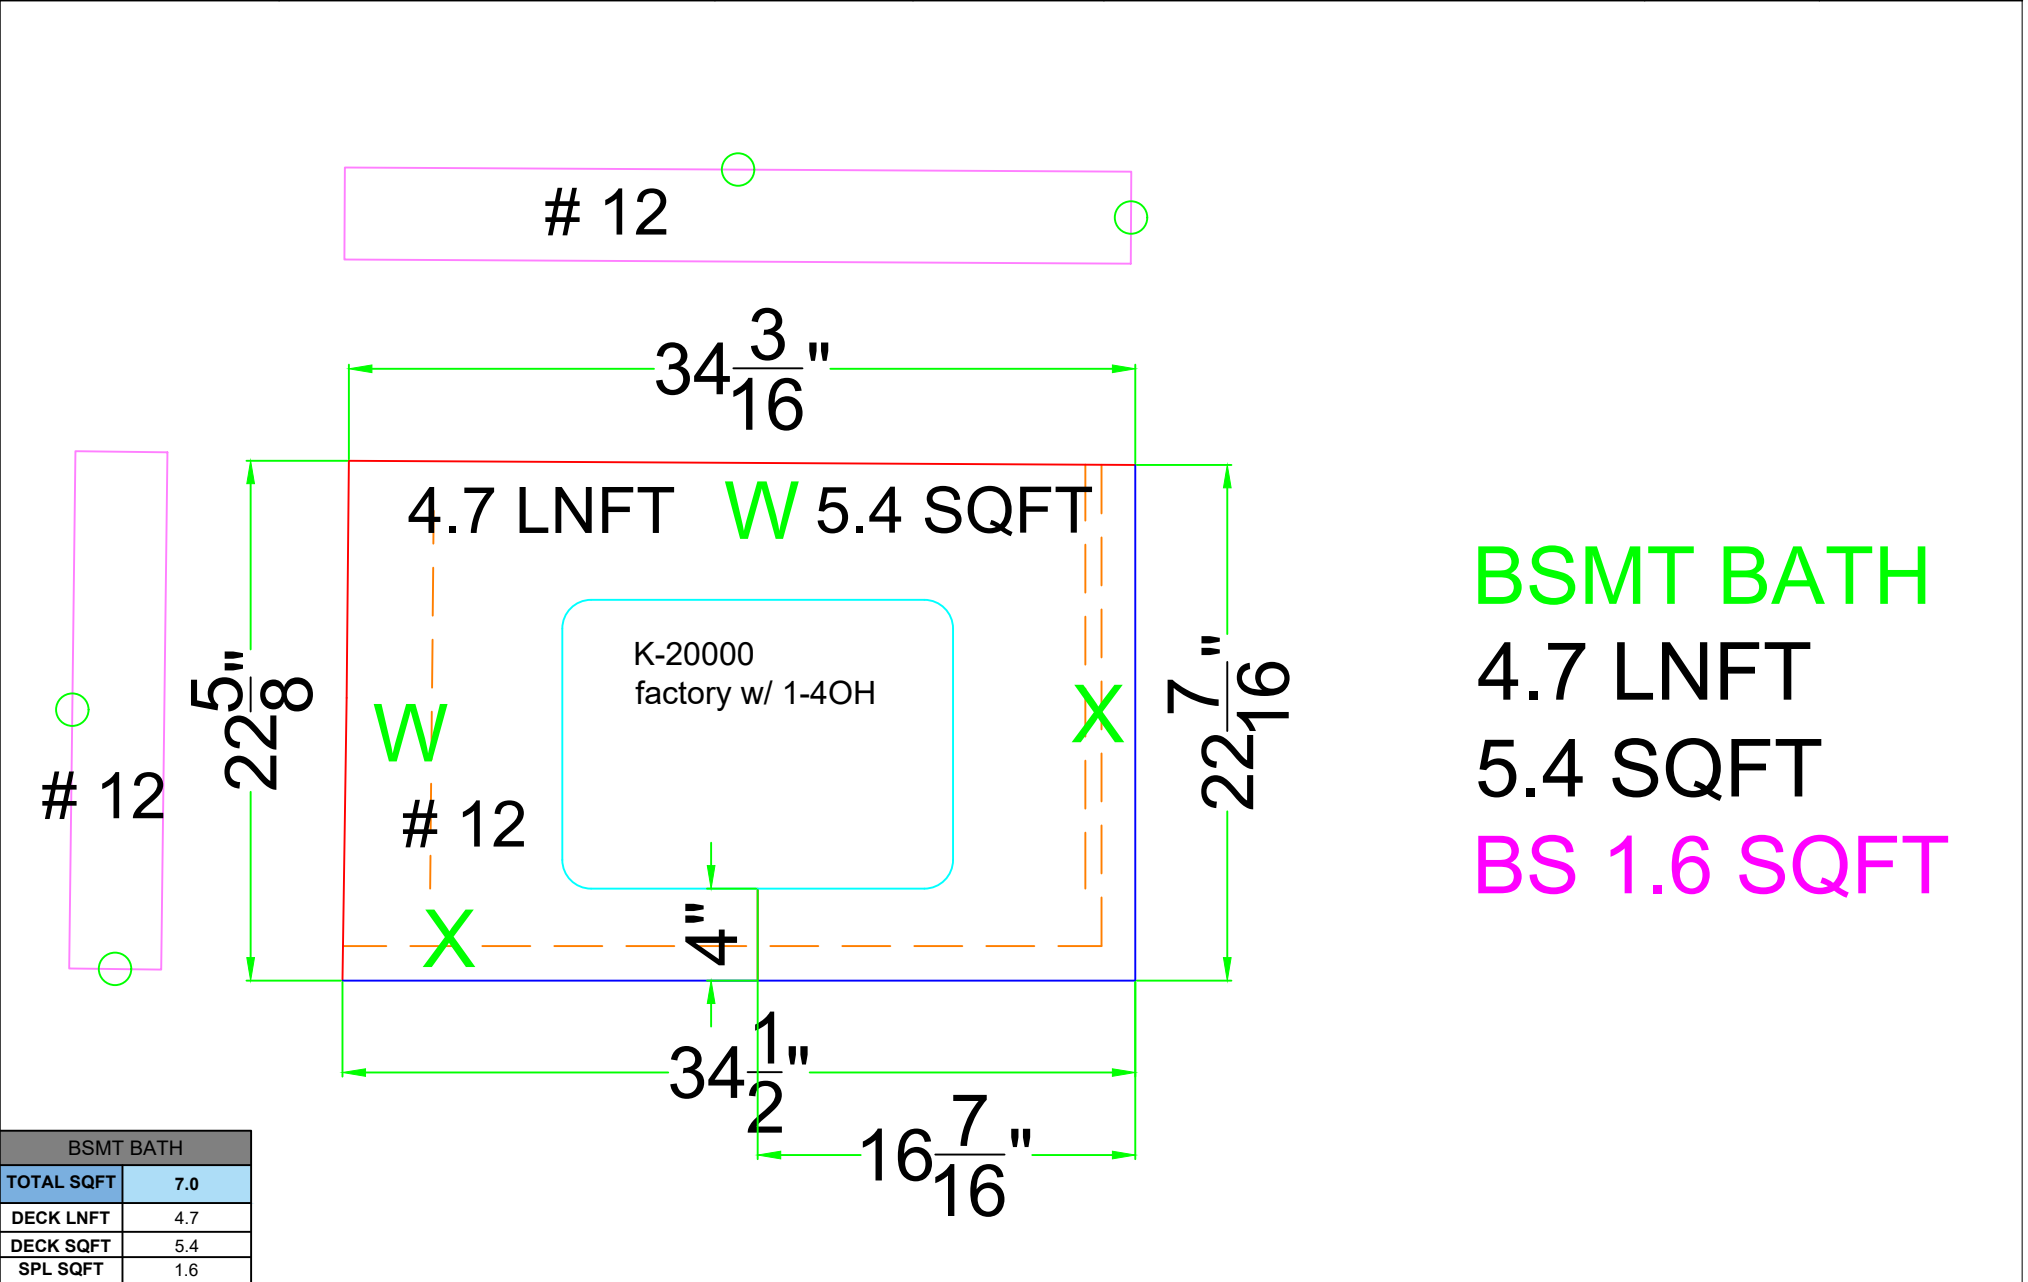 # 12
34 3/16"
4.7 LNFT W 5.4 SQFT
K-20000
factory w/ 1-4OH
W
# 12
X
X
22 5/8"
# 12
22 7/16"
4"
34 1/2"
16 7/16"
BSMT BATH
4.7 LNFT
5.4 SQFT
BS 1.6 SQFT
BSMT BATH
TOTAL SQFT 7.0
DECK LNFT 4.7
DECK SQFT 5.4
SPL SQFT 1.6